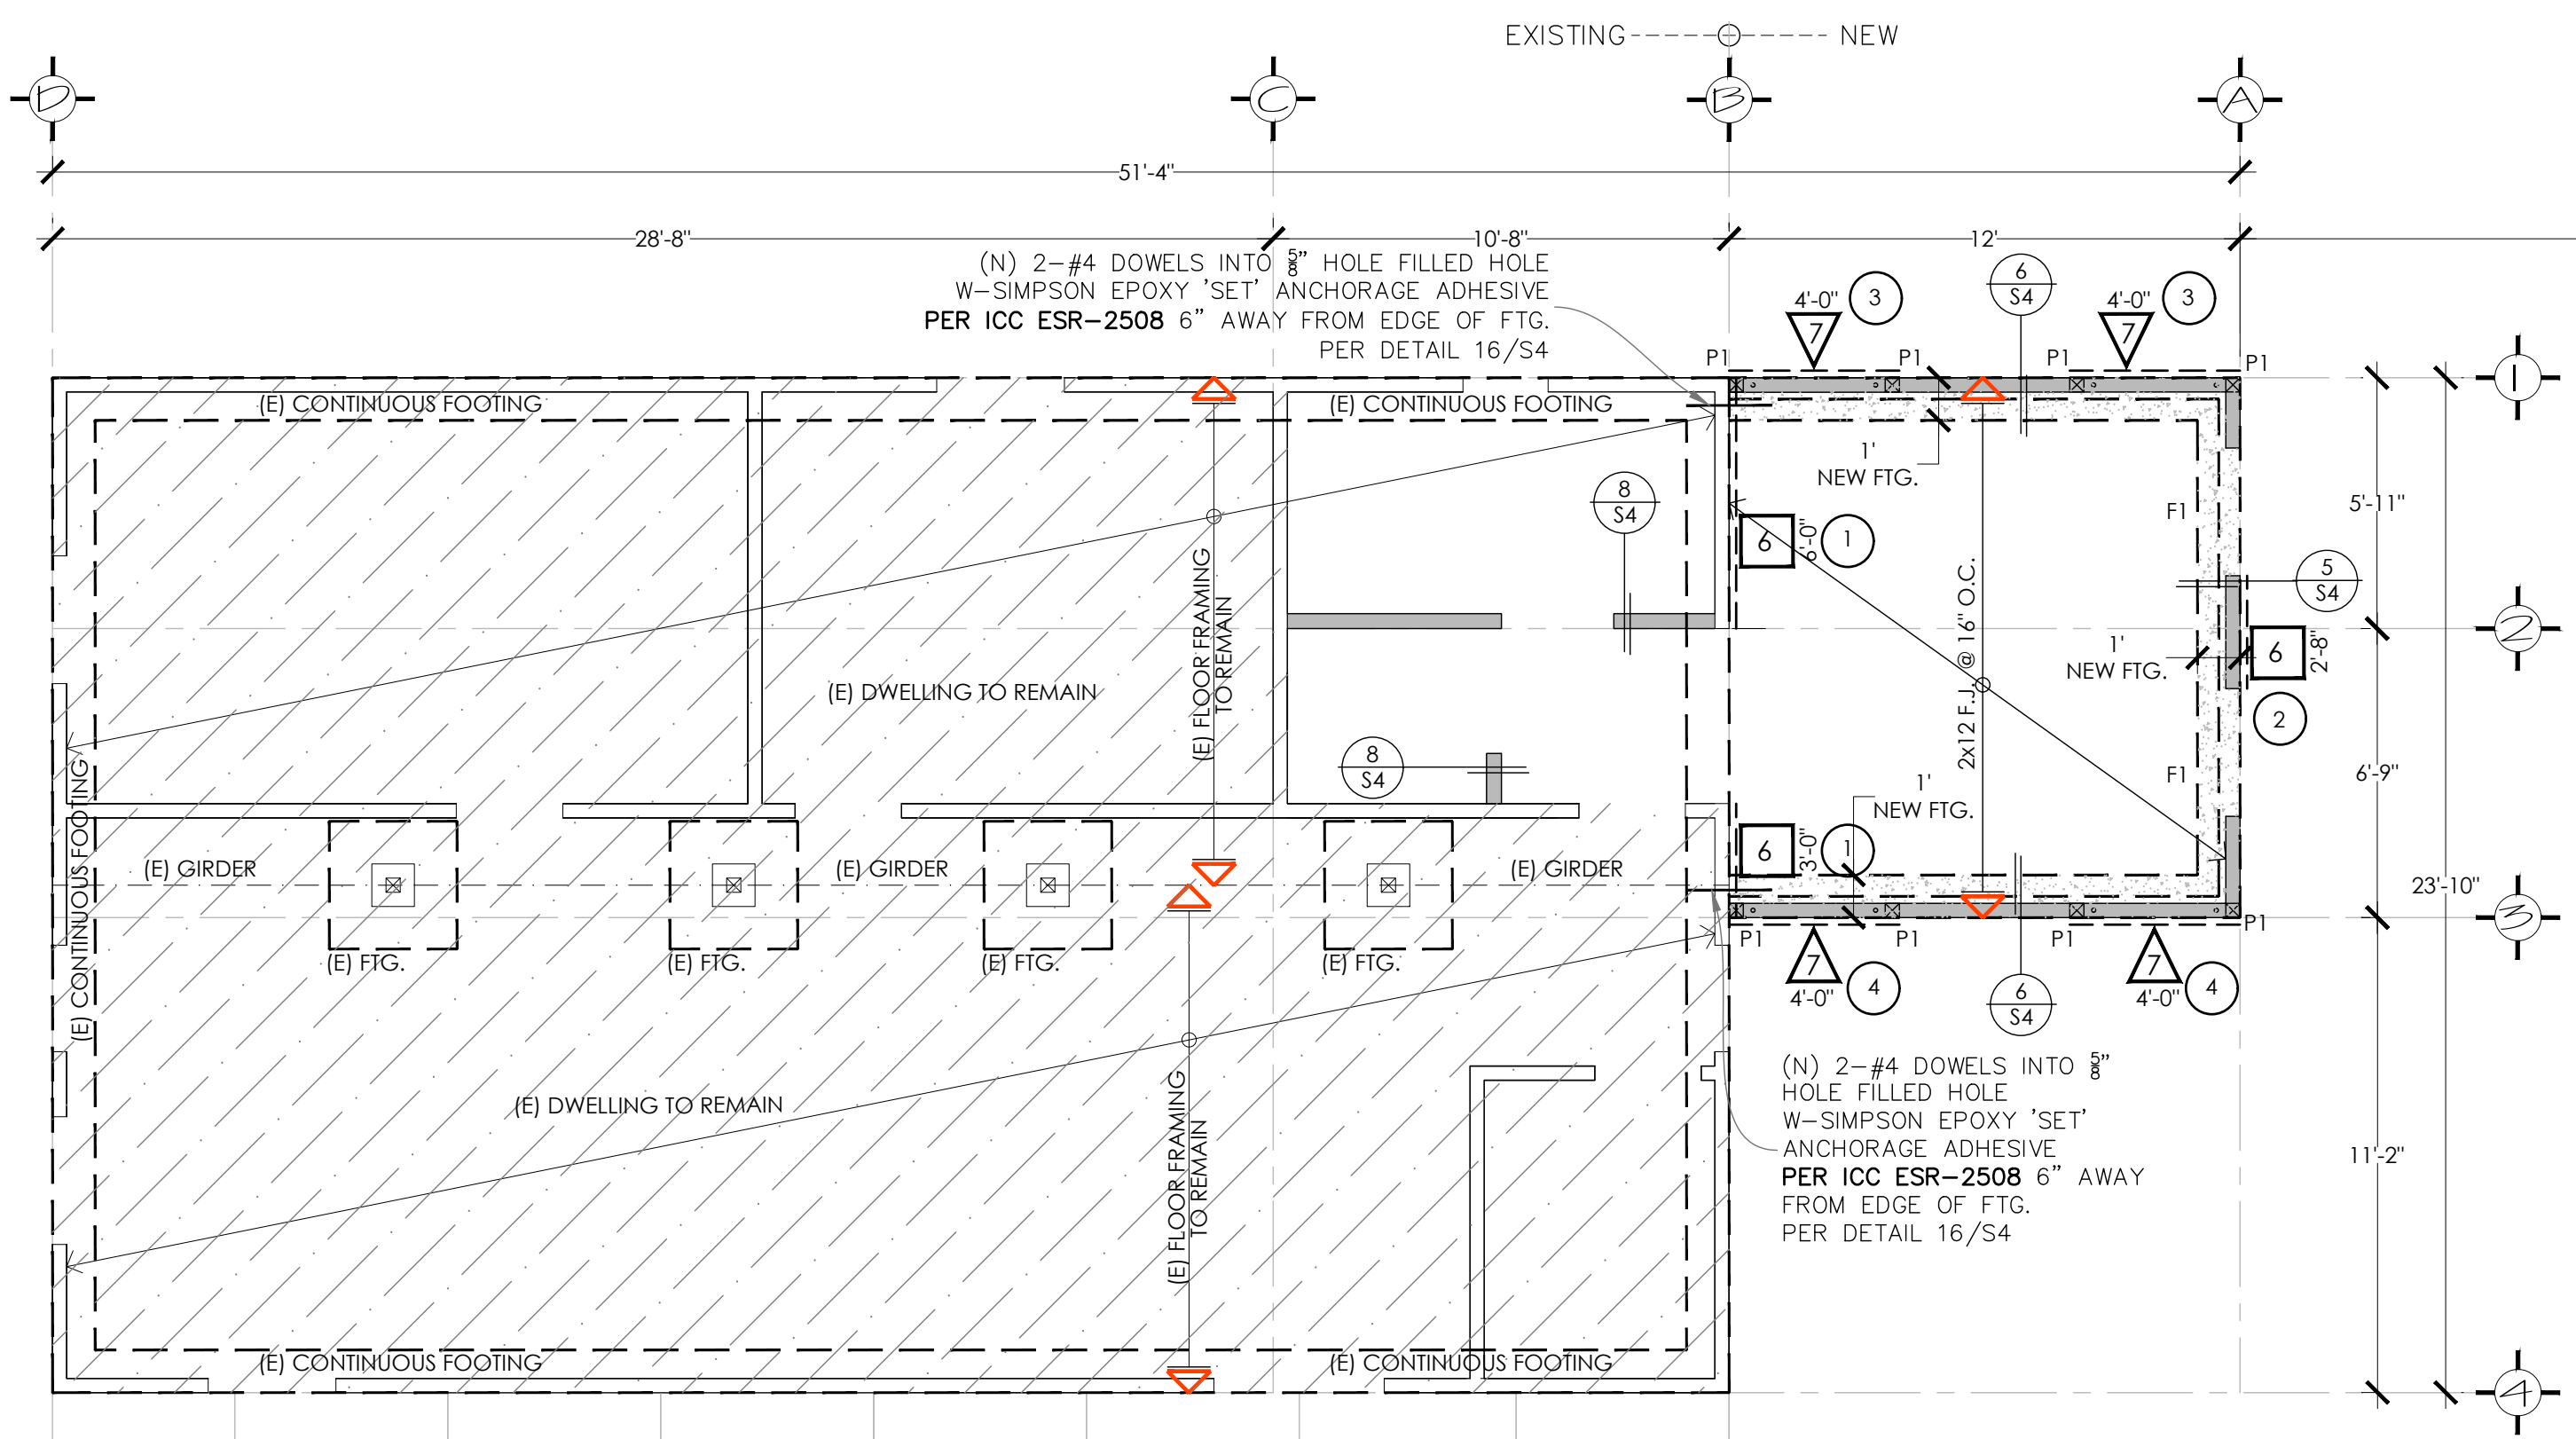 EXISTING NEW
D C B A
51'-4"
28'-8" 10'-8" 12'
(N) 2-#4 DOWELS INTO 5/8" HOLE FILLED HOLE
W-SIMPSON EPOXY 'SET' ANCHORAGE ADHESIVE
PER ICC ESR-2508 6" AWAY FROM EDGE OF FTG.
PER DETAIL 16/S4
6
S4
4'-0" 3 4'-0" 3
7 7
P1 P1 P1 P1
1
(E) CONTINUOUS FOOTING (E) CONTINUOUS FOOTING
1'
NEW FTG.
8
S4
F1
5'-11"
6 6'-0" 1
5
S4
2
(E) FLOOR FRAMING
TO REMAIN
2x12 F.J. @ 16" O.C.
1'
NEW FTG.
6 2'-8"
2
(E) DWELLING TO REMAIN
8
S4
F1
6'-9"
1'
NEW FTG.
6 3'-0" 1
(E) CONTINUOUS FOOTING
(E) GIRDER (E) GIRDER (E) GIRDER
23'-10"
3
(E) FTG. (E) FTG. (E) FTG. (E) FTG.
P1 P1 P1 P1
7 7
4'-0" 4 4'-0" 4
6
S4
(N) 2-#4 DOWELS INTO 5/8"
HOLE FILLED HOLE
W-SIMPSON EPOXY 'SET'
ANCHORAGE ADHESIVE
PER ICC ESR-2508 6" AWAY
FROM EDGE OF FTG.
PER DETAIL 16/S4
(E) DWELLING TO REMAIN
(E) FLOOR FRAMING
TO REMAIN
11'-2"
(E) CONTINUOUS FOOTING (E) CONTINUOUS FOOTING
4